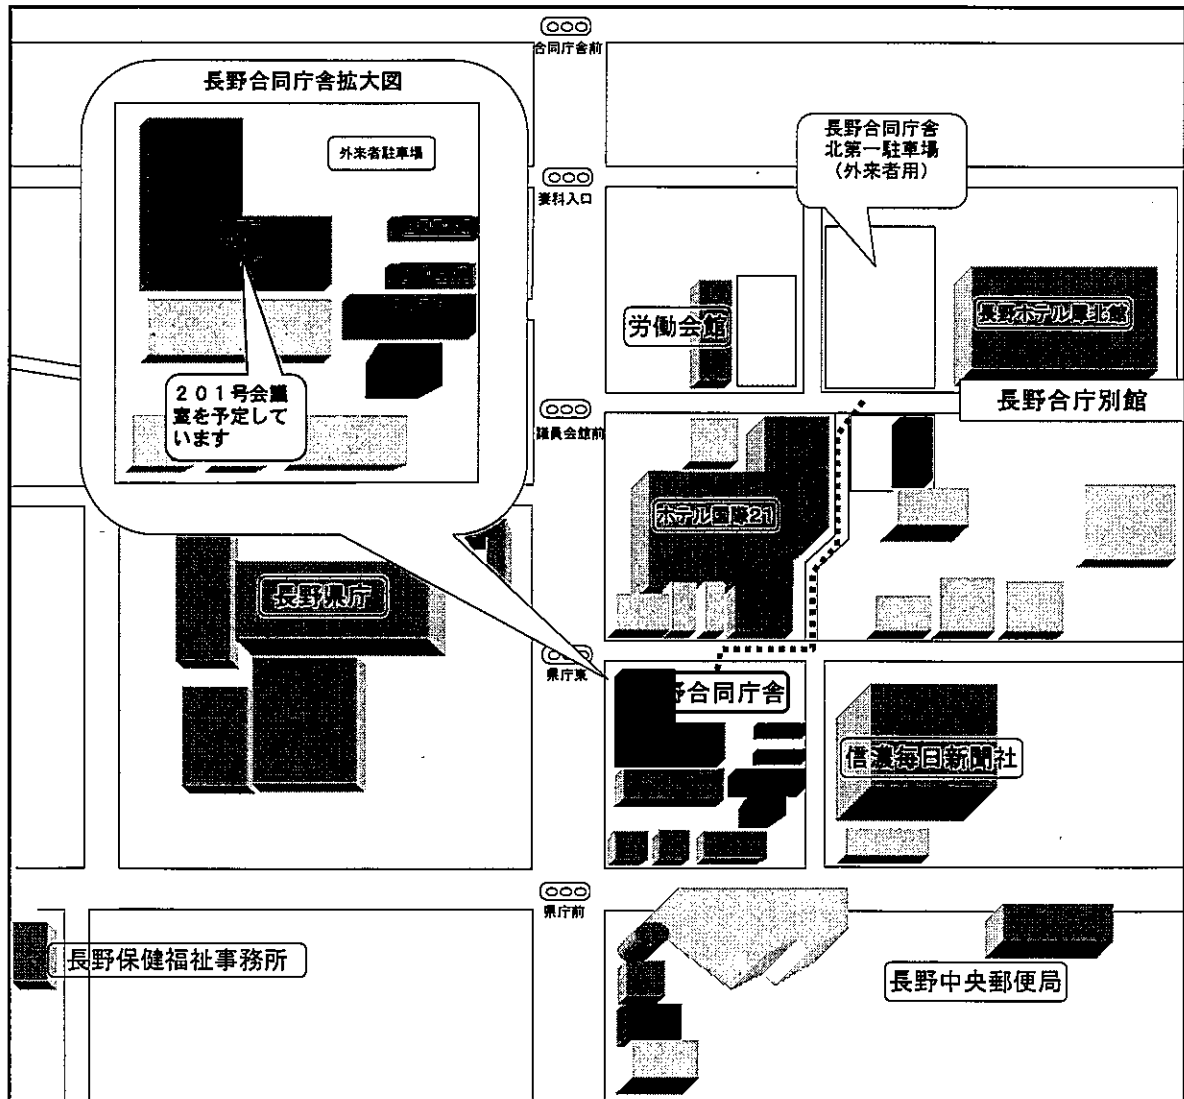 合同庁舎前
長野合同庁舎拡大図
外来者駐車場
長野合同庁舎
北第一駐車場
(外来者用)
妻科入口
労働会館
長野ホテル犀北館
長野合庁別館
201号会議
室を予定して
います
議員会館前
ホテル国際21
長野県庁
県庁東
野合同庁舎
信濃毎日新聞社
県庁前
長野保健福祉事務所
長野中央郵便局